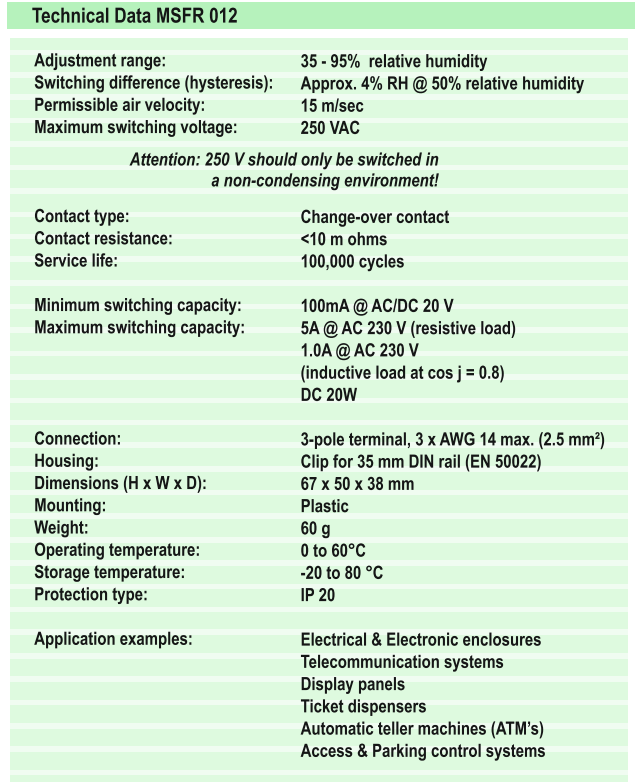 Technical Data MSFR 012
Adjustment range: 35 - 95% relative humidity
Switching difference (hysteresis): Approx. 4% RH @ 50% relative humidity
Permissible air velocity: 15 m/sec
Maximum switching voltage: 250 VAC
Attention: 250 V should only be switched in
a non-condensing environment!
Contact type: Change-over contact
Contact resistance: <10 m ohms
Service life: 100,000 cycles
Minimum switching capacity: 100mA @ AC/DC 20 V
Maximum switching capacity: 5A @ AC 230 V (resistive load)
1.0A @ AC 230 V
(inductive load at cos j = 0.8)
DC 20W
Connection: 3-pole terminal, 3 x AWG 14 max. (2.5 mm²)
Housing: Clip for 35 mm DIN rail (EN 50022)
Dimensions (H x W x D): 67 x 50 x 38 mm
Mounting: Plastic
Weight: 60 g
Operating temperature: 0 to 60°C
Storage temperature: -20 to 80 °C
Protection type: IP 20
Application examples: Electrical & Electronic enclosures
Telecommunication systems
Display panels
Ticket dispensers
Automatic teller machines (ATM's)
Access & Parking control systems